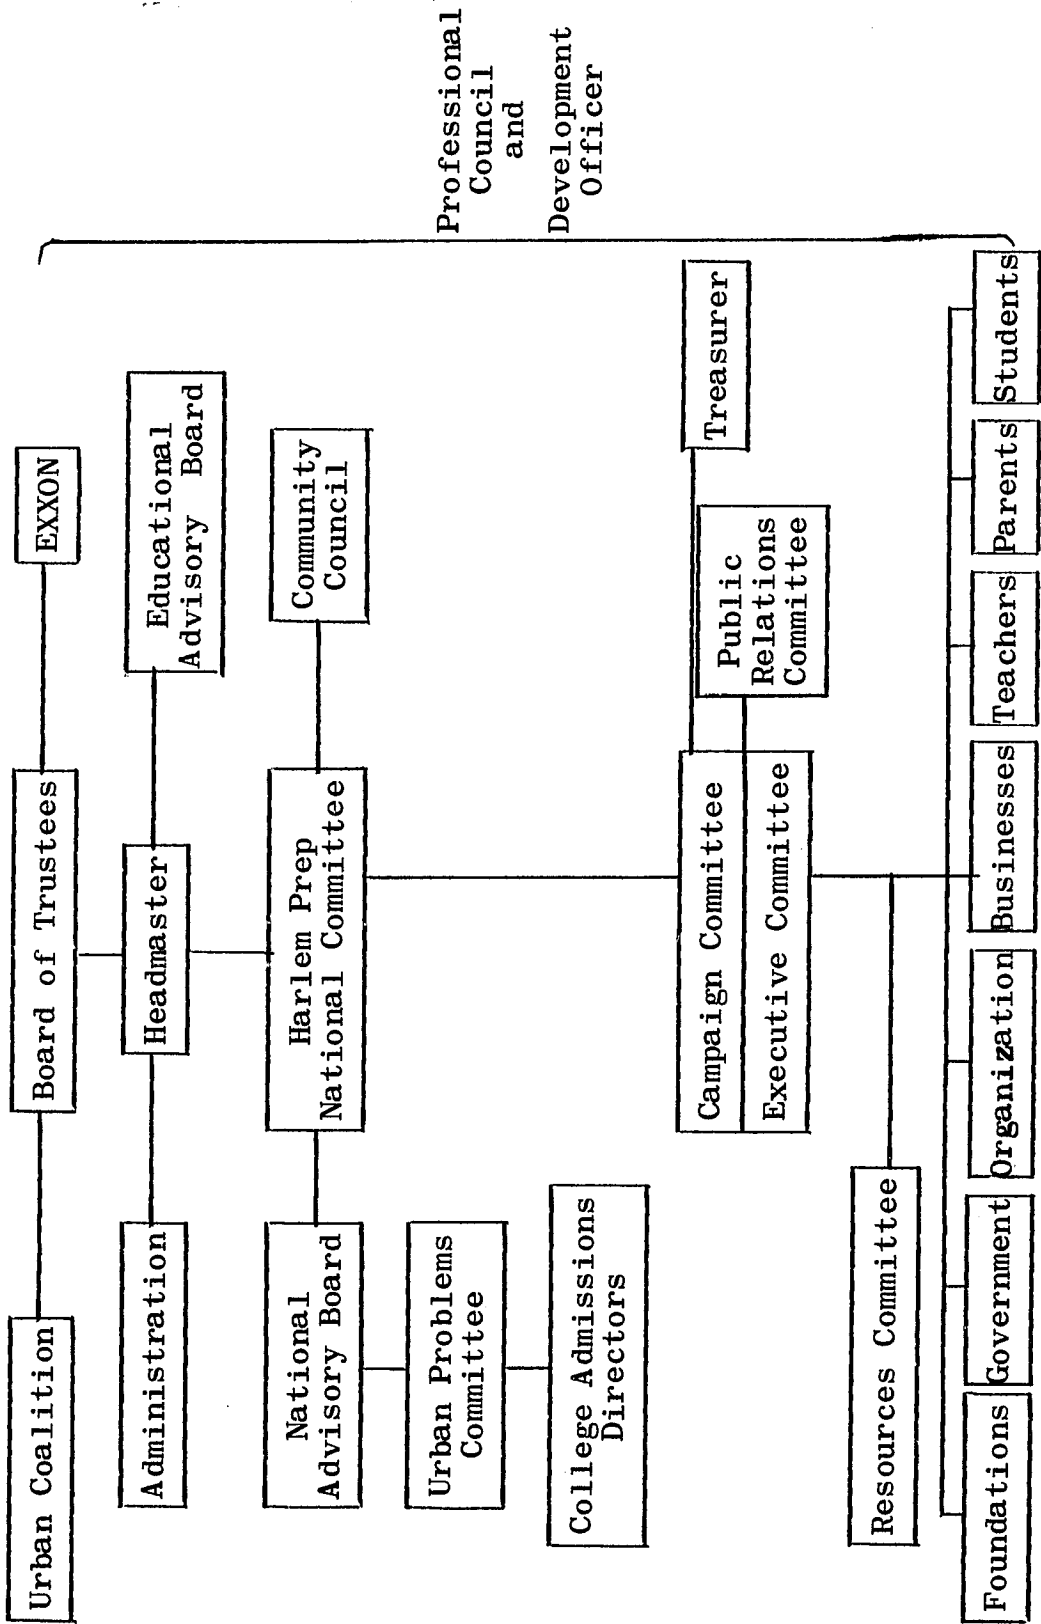 Urban Coalition
Board of Trustees
EXXON
Administration
Headmaster
Educational
Advisory Board
National
Advisory Board
Harlem Prep
National Committee
Community
Council
Urban Problems
Committee
College Admissions
Directors
Campaign Committee
Executive Committee
Public
Relations
Committee
Treasurer
Resources Committee
Foundations
Government
Organization
Businesses
Teachers
Parents
Students
Professional
Council
and
Development
Officer